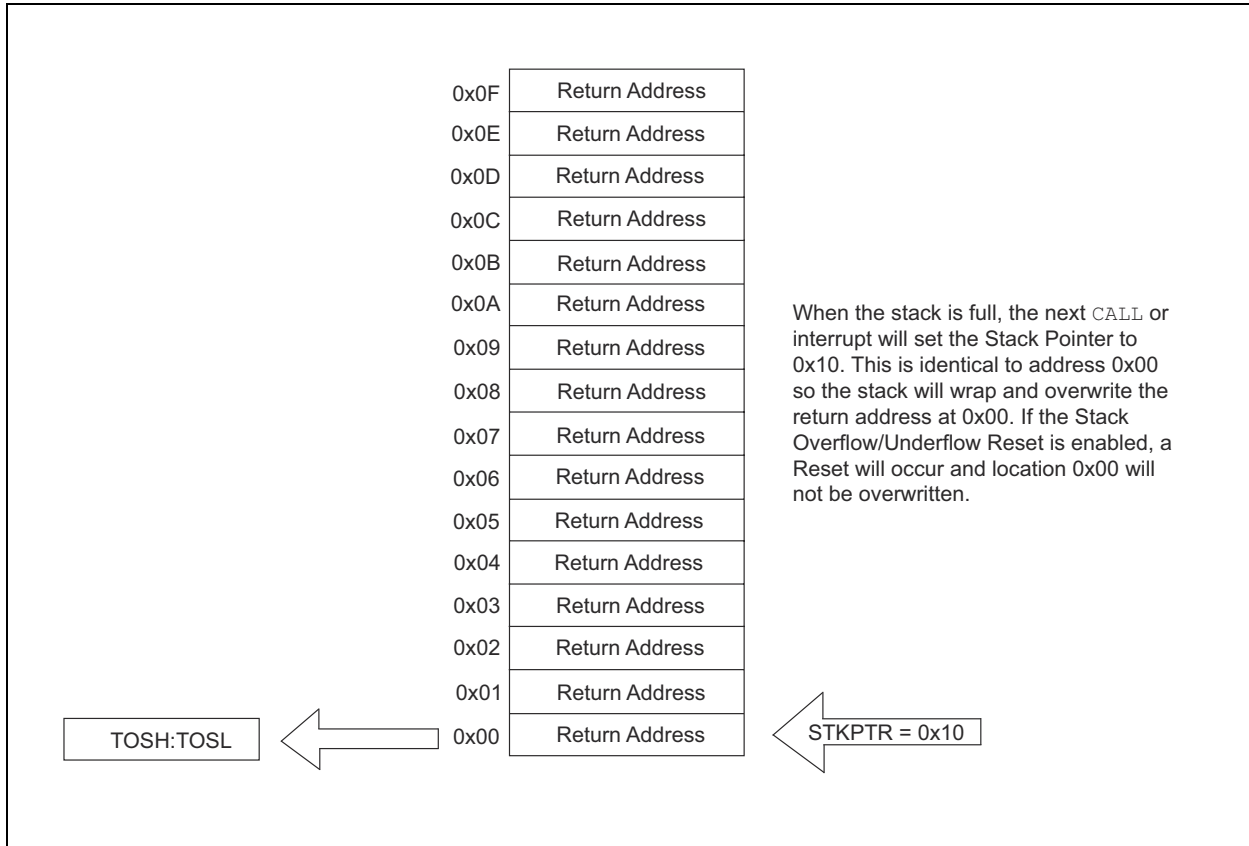 0x0F Return Address
0x0E Return Address
0x0D Return Address
0x0C Return Address
0x0B Return Address
0x0A Return Address
0x09 Return Address
0x08 Return Address
0x07 Return Address
0x06 Return Address
0x05 Return Address
0x04 Return Address
0x03 Return Address
0x02 Return Address
0x01 Return Address
TOSH:TOSL 0x00 Return Address STKPTR = 0x10
When the stack is full, the next CALL or
interrupt will set the Stack Pointer to
0x10. This is identical to address 0x00
so the stack will wrap and overwrite the
return address at 0x00. If the Stack
Overflow/Underflow Reset is enabled, a
Reset will occur and location 0x00 will
not be overwritten.